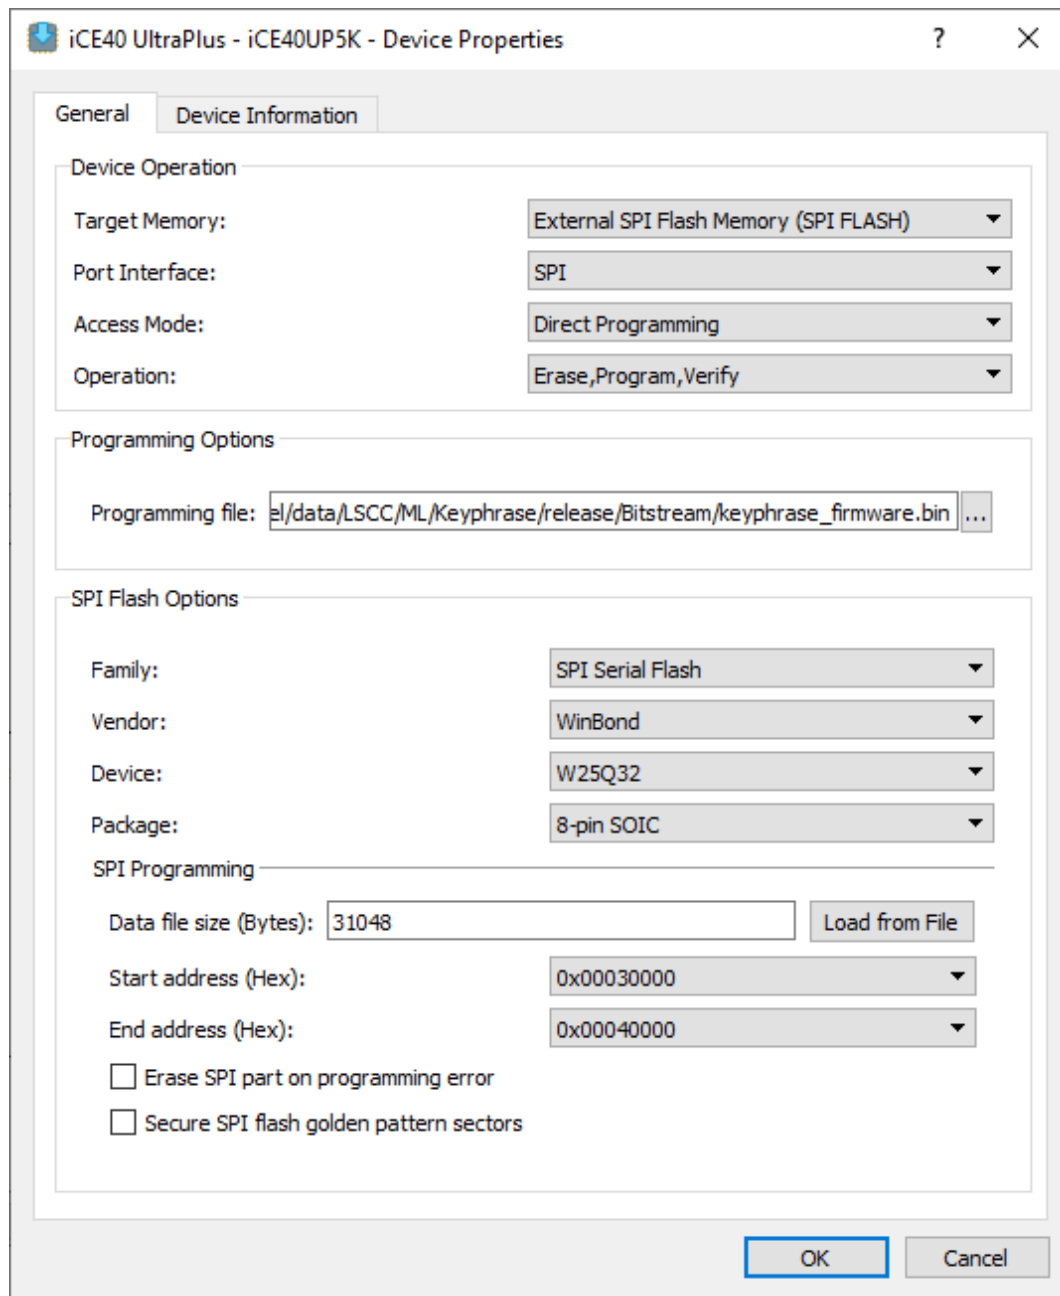 iCE40 UltraPlus - iCE40UP5K - Device Properties ?
General Device Information
Device Operation
Target Memory: External SPI Flash Memory (SPI FLASH)
Port Interface: SPI
Access Mode: Direct Programming
Operation: Erase,Program,Verify
Programming Options
Programming file: el/data/LSCC/ML/Keyphrase/release/Bitstream/keyphrase_firmware.bin ...
SPI Flash Options
Family: SPI Serial Flash
Vendor: WinBond
Device: W25Q32
Package: 8-pin SOIC
SPI Programming
Data file size (Bytes): 31048 Load from File
Start address (Hex): 0x00030000
End address (Hex): 0x00040000
Erase SPI part on programming error
Secure SPI flash golden pattern sectors
OK Cancel